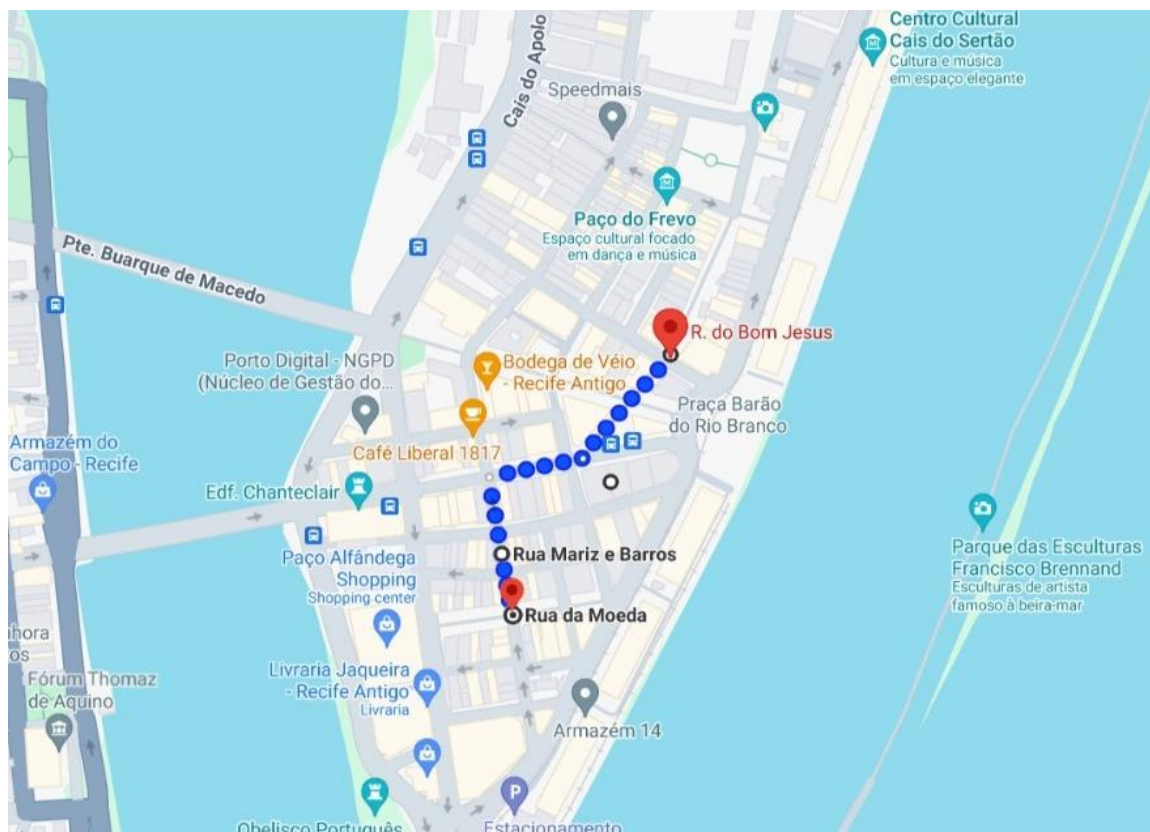 Centro Cultural
Cais do Sertão
Cultura e música
em espaço elegante
Cais do Apolo
Speedmais
Paço do Frevo
Espaço cultural focado
em dança e música
Pte. Buarque de Macedo
R. do Bom Jesus
Porto Digital - NGPD
(Núcleo de Gestão do...
Bodega de Véio
- Recife Antigo
Praça Barão
do Rio Branco
Armazém do
Campo - Recife
Café Liberal 1817
Edf. Chanteclair
Paço Alfândega
Shopping
Shopping center
Rua Mariz e Barros
Parque das Esculturas
Francisco Brennand
Esculturas de artista
famoso à beira-mar
Rua da Moeda
nhora
os
Fórum Thomaz
de Aquino
Livraria Jaqueira
- Recife Antigo
Livraria
Armazém 14
P
Obelisco Português
Estacionamento